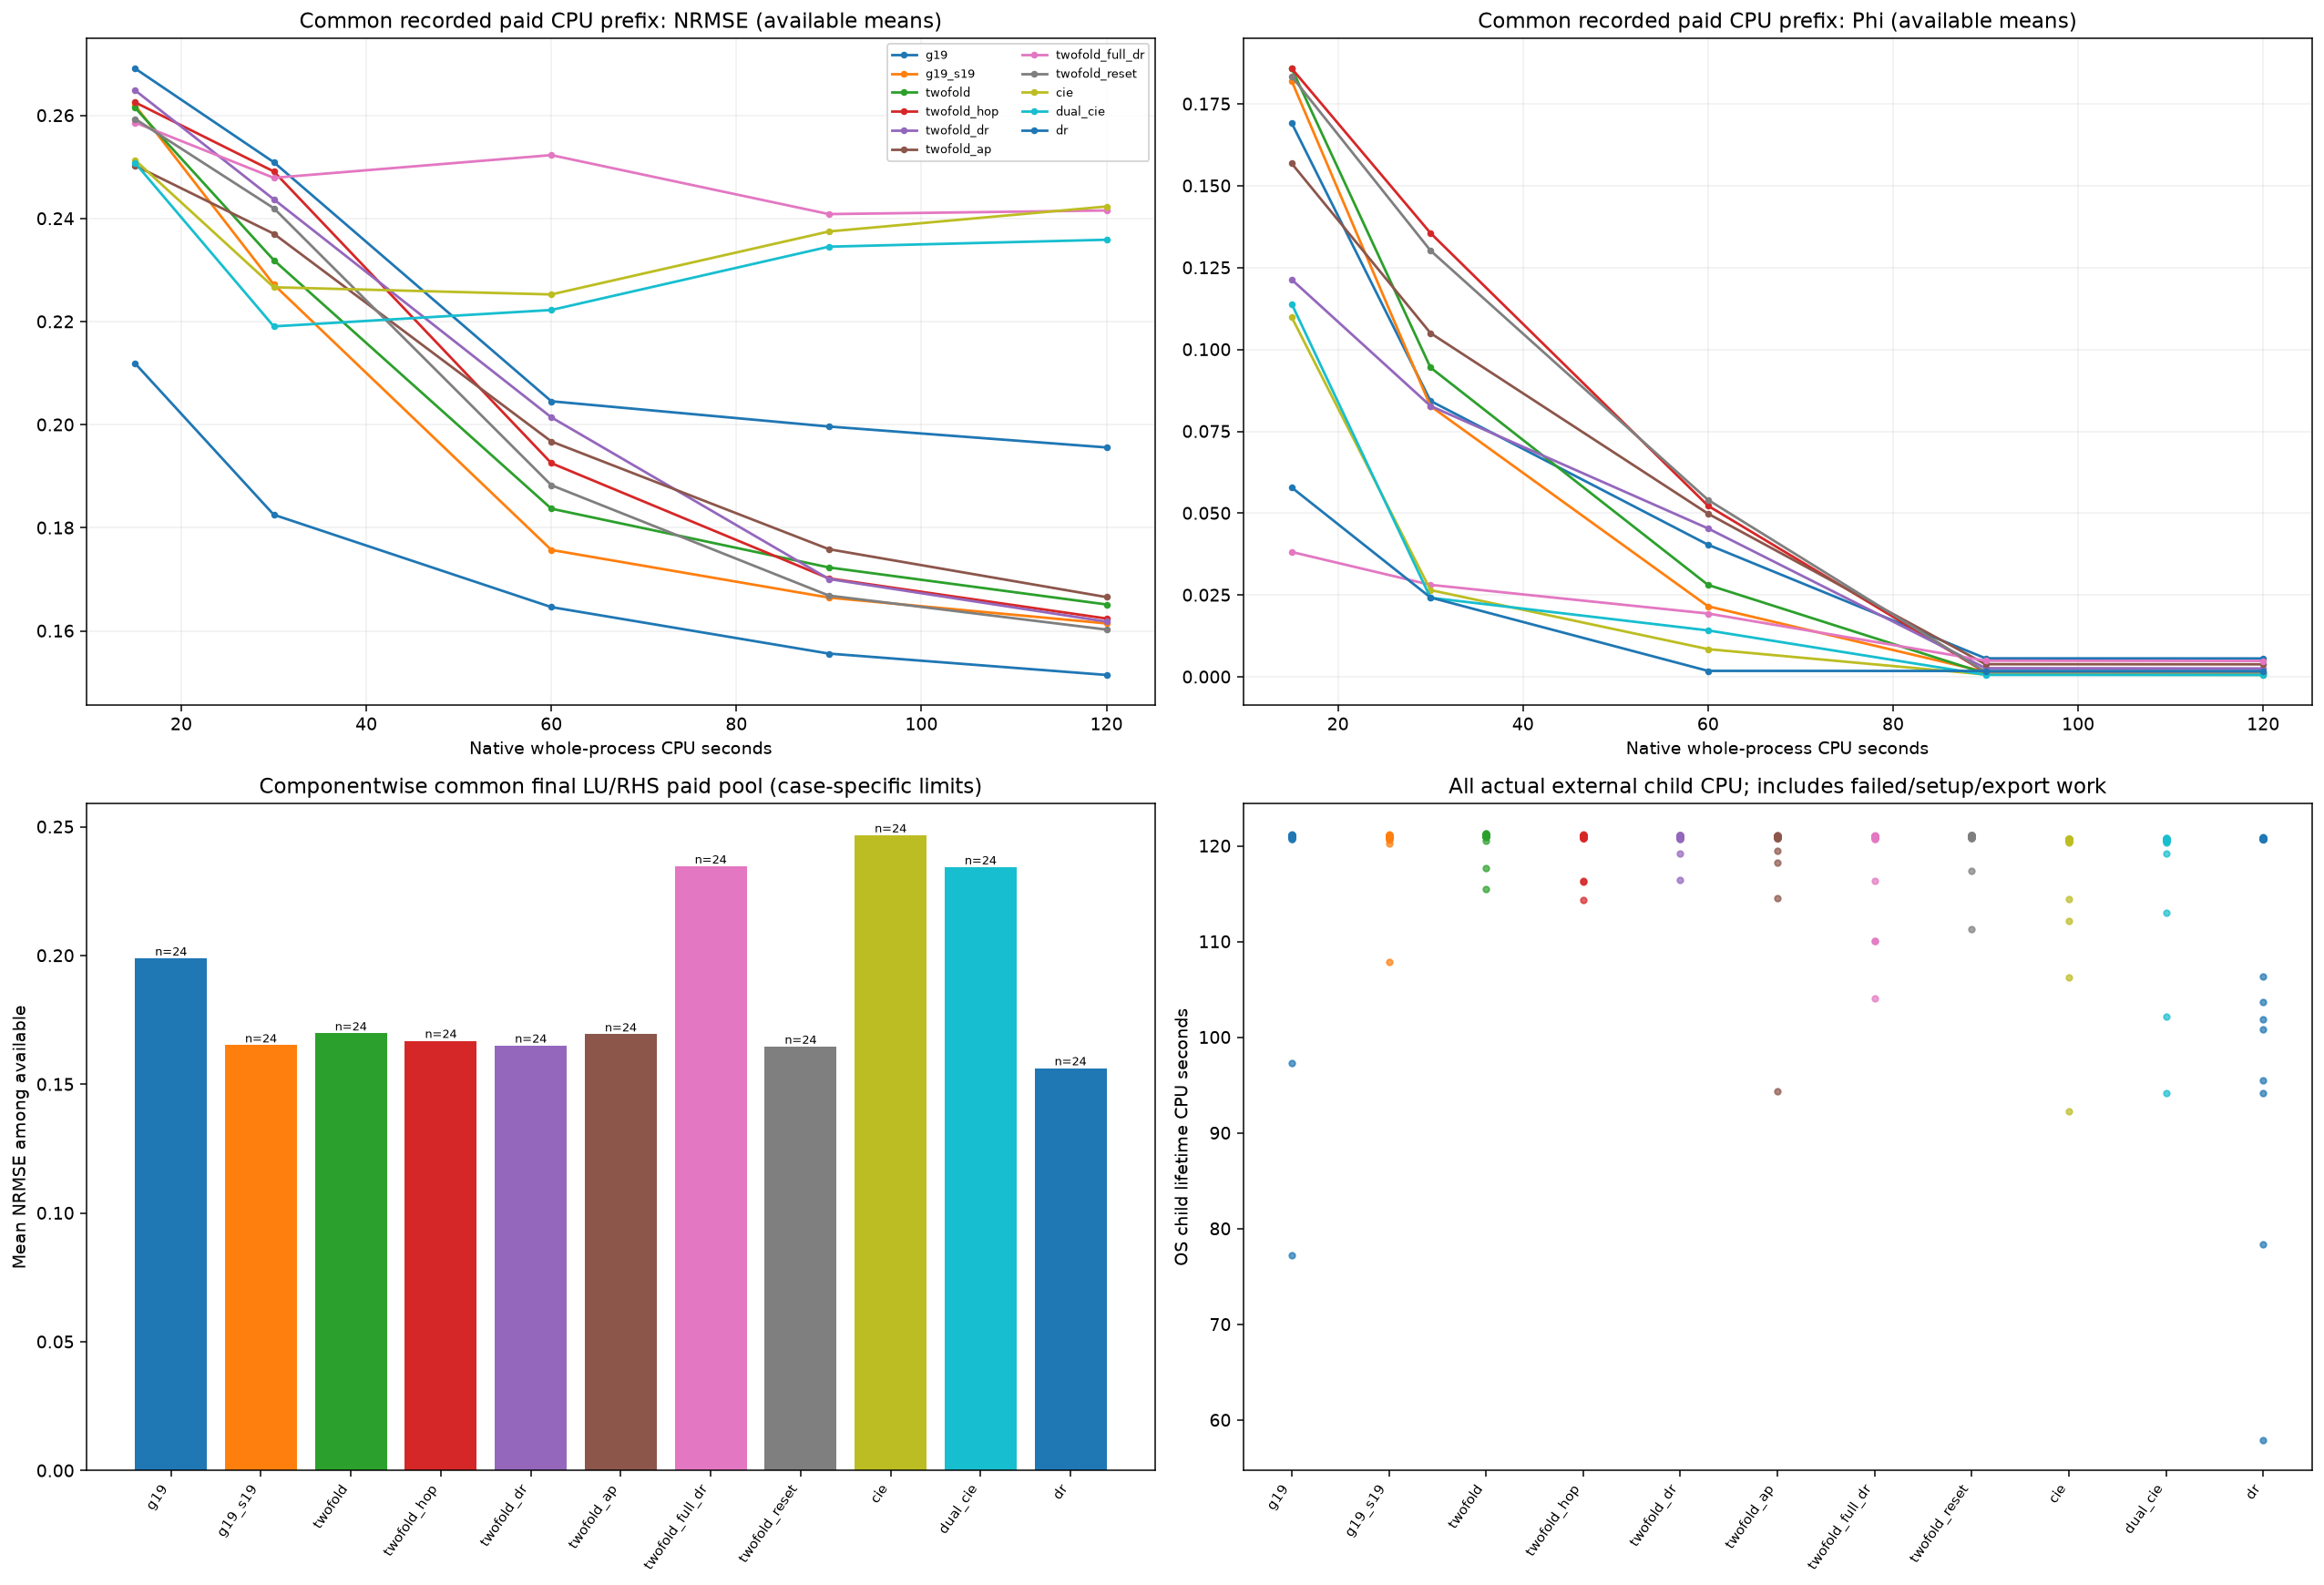 Common recorded paid CPU prefix: NRMSE (available means)
g19
g19_s19
twofold
twofold_hop
twofold_dr
twofold_ap
twofold_full_dr
twofold_reset
cie
dual_cie
dr
0.26
0.24
0.22
0.20
0.18
0.16
20 40 60 80 100 120
Native whole-process CPU seconds
Common recorded paid CPU prefix: Phi (available means)
0.175
0.150
0.125
0.100
0.075
0.050
0.025
0.000
20 40 60 80 100 120
Native whole-process CPU seconds
Componentwise common final LU/RHS paid pool (case-specific limits)
Mean NRMSE among available
0.25
0.20
0.15
0.10
0.05
0.00
n=24 n=24 n=24 n=24 n=24 n=24 n=24 n=24 n=24 n=24 n=24
g19 g19_s19 twofold twofold_hop twofold_dr twofold_ap twofold_full_dr twofold_reset cie dual_cie dr
All actual external child CPU; includes failed/setup/export work
OS child lifetime CPU seconds
120
110
100
90
80
70
60
g19 g19_s19 twofold twofold_hop twofold_dr twofold_ap twofold_full_dr twofold_reset cie dual_cie dr